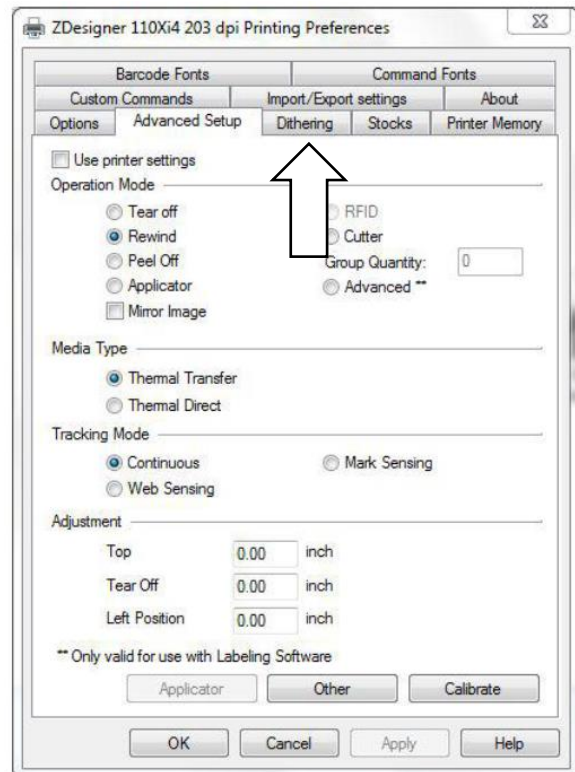 ZDesigner 110Xi4 203 dpi Printing Preferences
Barcode Fonts Command Fonts
Custom Commands Import/Export settings About
Options Advanced Setup Dithering Stocks Printer Memory
Use printer settings
Operation Mode
Tear off RFID
Rewind Cutter
Peel Off Group Quantity: 0
Applicator Advanced **
Mirror Image
Media Type
Thermal Transfer
Thermal Direct
Tracking Mode
Continuous Mark Sensing
Web Sensing
Adjustment
Top 0.00 inch
Tear Off 0.00 inch
Left Position 0.00 inch
** Only valid for use with Labeling Software
Applicator Other Calibrate
OK Cancel Apply Help